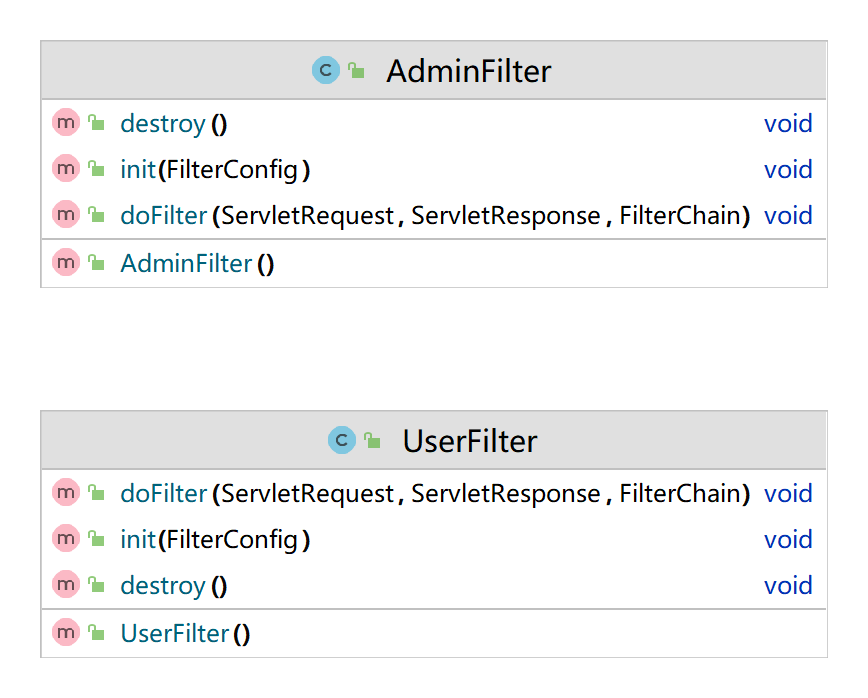 C AdminFilter
m destroy() void
m init(FilterConfig) void
m doFilter(ServletRequest, ServletResponse, FilterChain) void
m AdminFilter()
C UserFilter
m doFilter(ServletRequest, ServletResponse, FilterChain) void
m init(FilterConfig) void
m destroy() void
m UserFilter()